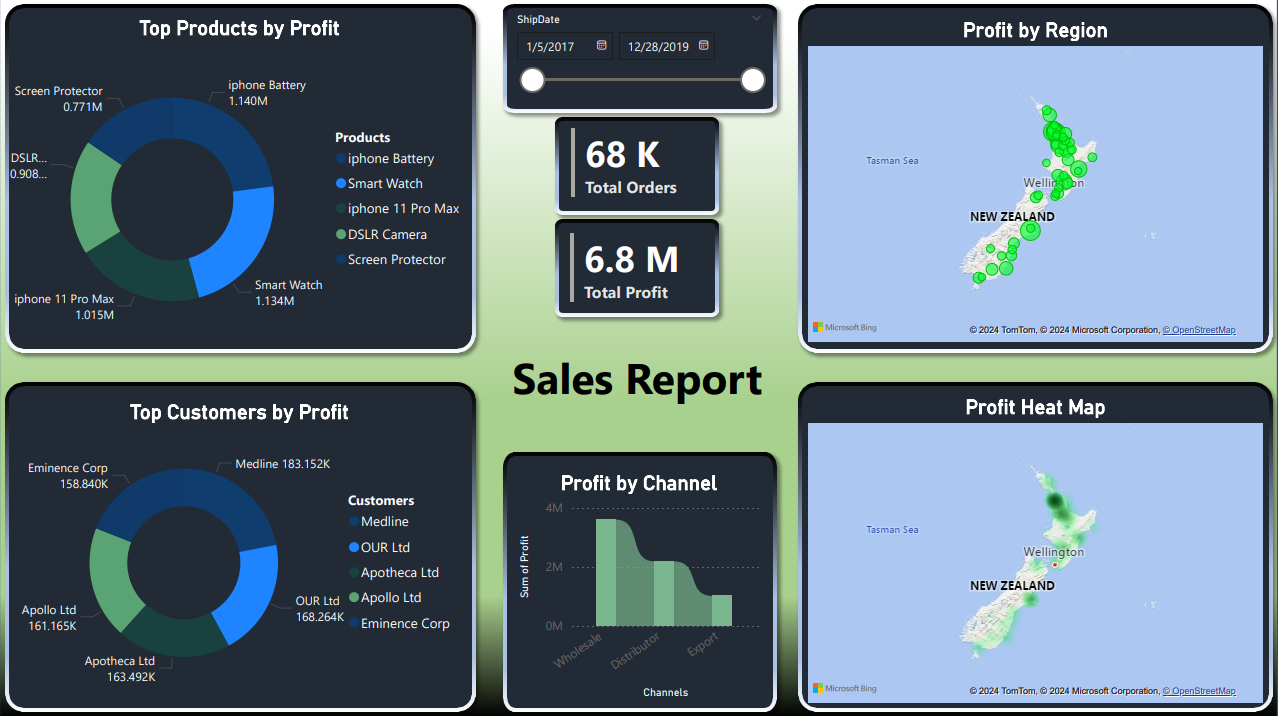 Top Products by Profit
Screen Protector
0.771M
iphone Battery
1.140M
DSLR...
0.908...
iphone 11 Pro Max
1.015M
Smart Watch
1.134M
Products
iphone Battery
Smart Watch
iphone 11 Pro Max
DSLR Camera
Screen Protector
ShipDate
1/5/2017
12/28/2019
68 K
Total Orders
6.8 M
Total Profit
Profit by Region
Tasman Sea
Wellington
NEW ZEALAND
Microsoft Bing
© 2024 TomTom, © 2024 Microsoft Corporation, © OpenStreetMap
Sales Report
Top Customers by Profit
Eminence Corp
158.840K
Medline 183.152K
Apollo Ltd
161.165K
OUR Ltd
168.264K
Apotheca Ltd
163.492K
Customers
Medline
OUR Ltd
Apotheca Ltd
Apollo Ltd
Eminence Corp
Profit by Channel
Sum of Profit
4M
2M
0M
Wholesale
Distributor
Export
Channels
Profit Heat Map
Tasman Sea
Wellington
NEW ZEALAND
Microsoft Bing
© 2024 TomTom, © 2024 Microsoft Corporation, © OpenStreetMap